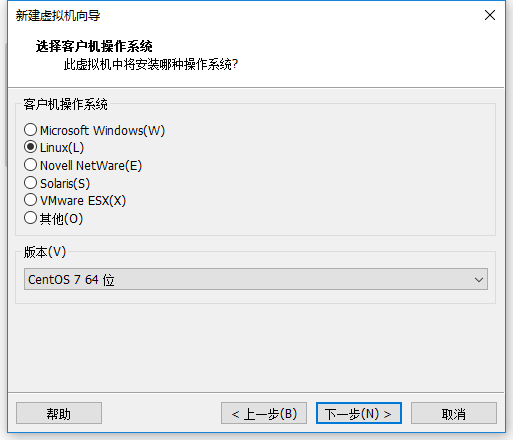 新建虚拟机向导
选择客户机操作系统
此虚拟机中将安装哪种操作系统?
客户机操作系统
Microsoft Windows(W)
Linux(L)
Novell NetWare(E)
Solaris(S)
VMware ESX(X)
其他(O)
版本(V)
CentOS 7 64 位
帮助
< 上一步(B)
下一步(N) >
取消